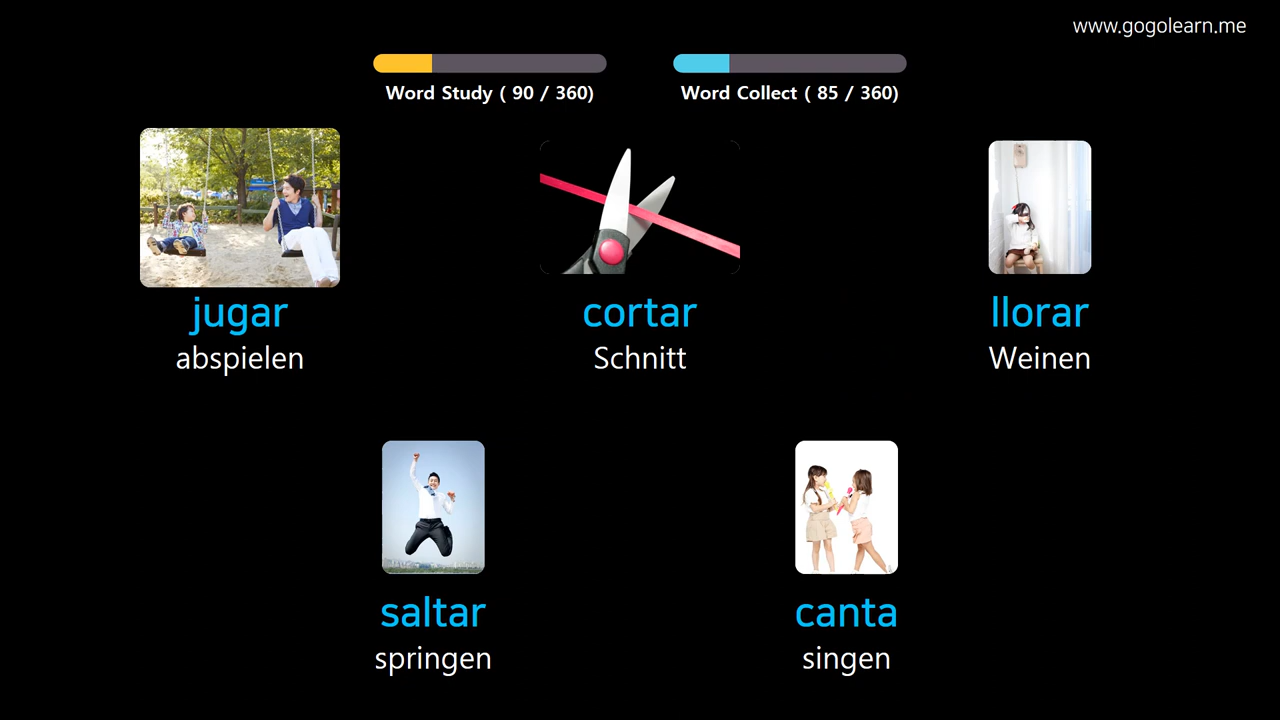 www.gogolearn.me
Word Study ( 90 / 360)
Word Collect ( 85 / 360)
jugar
abspielen
cortar
Schnitt
llorar
Weinen
saltar
springen
canta
singen